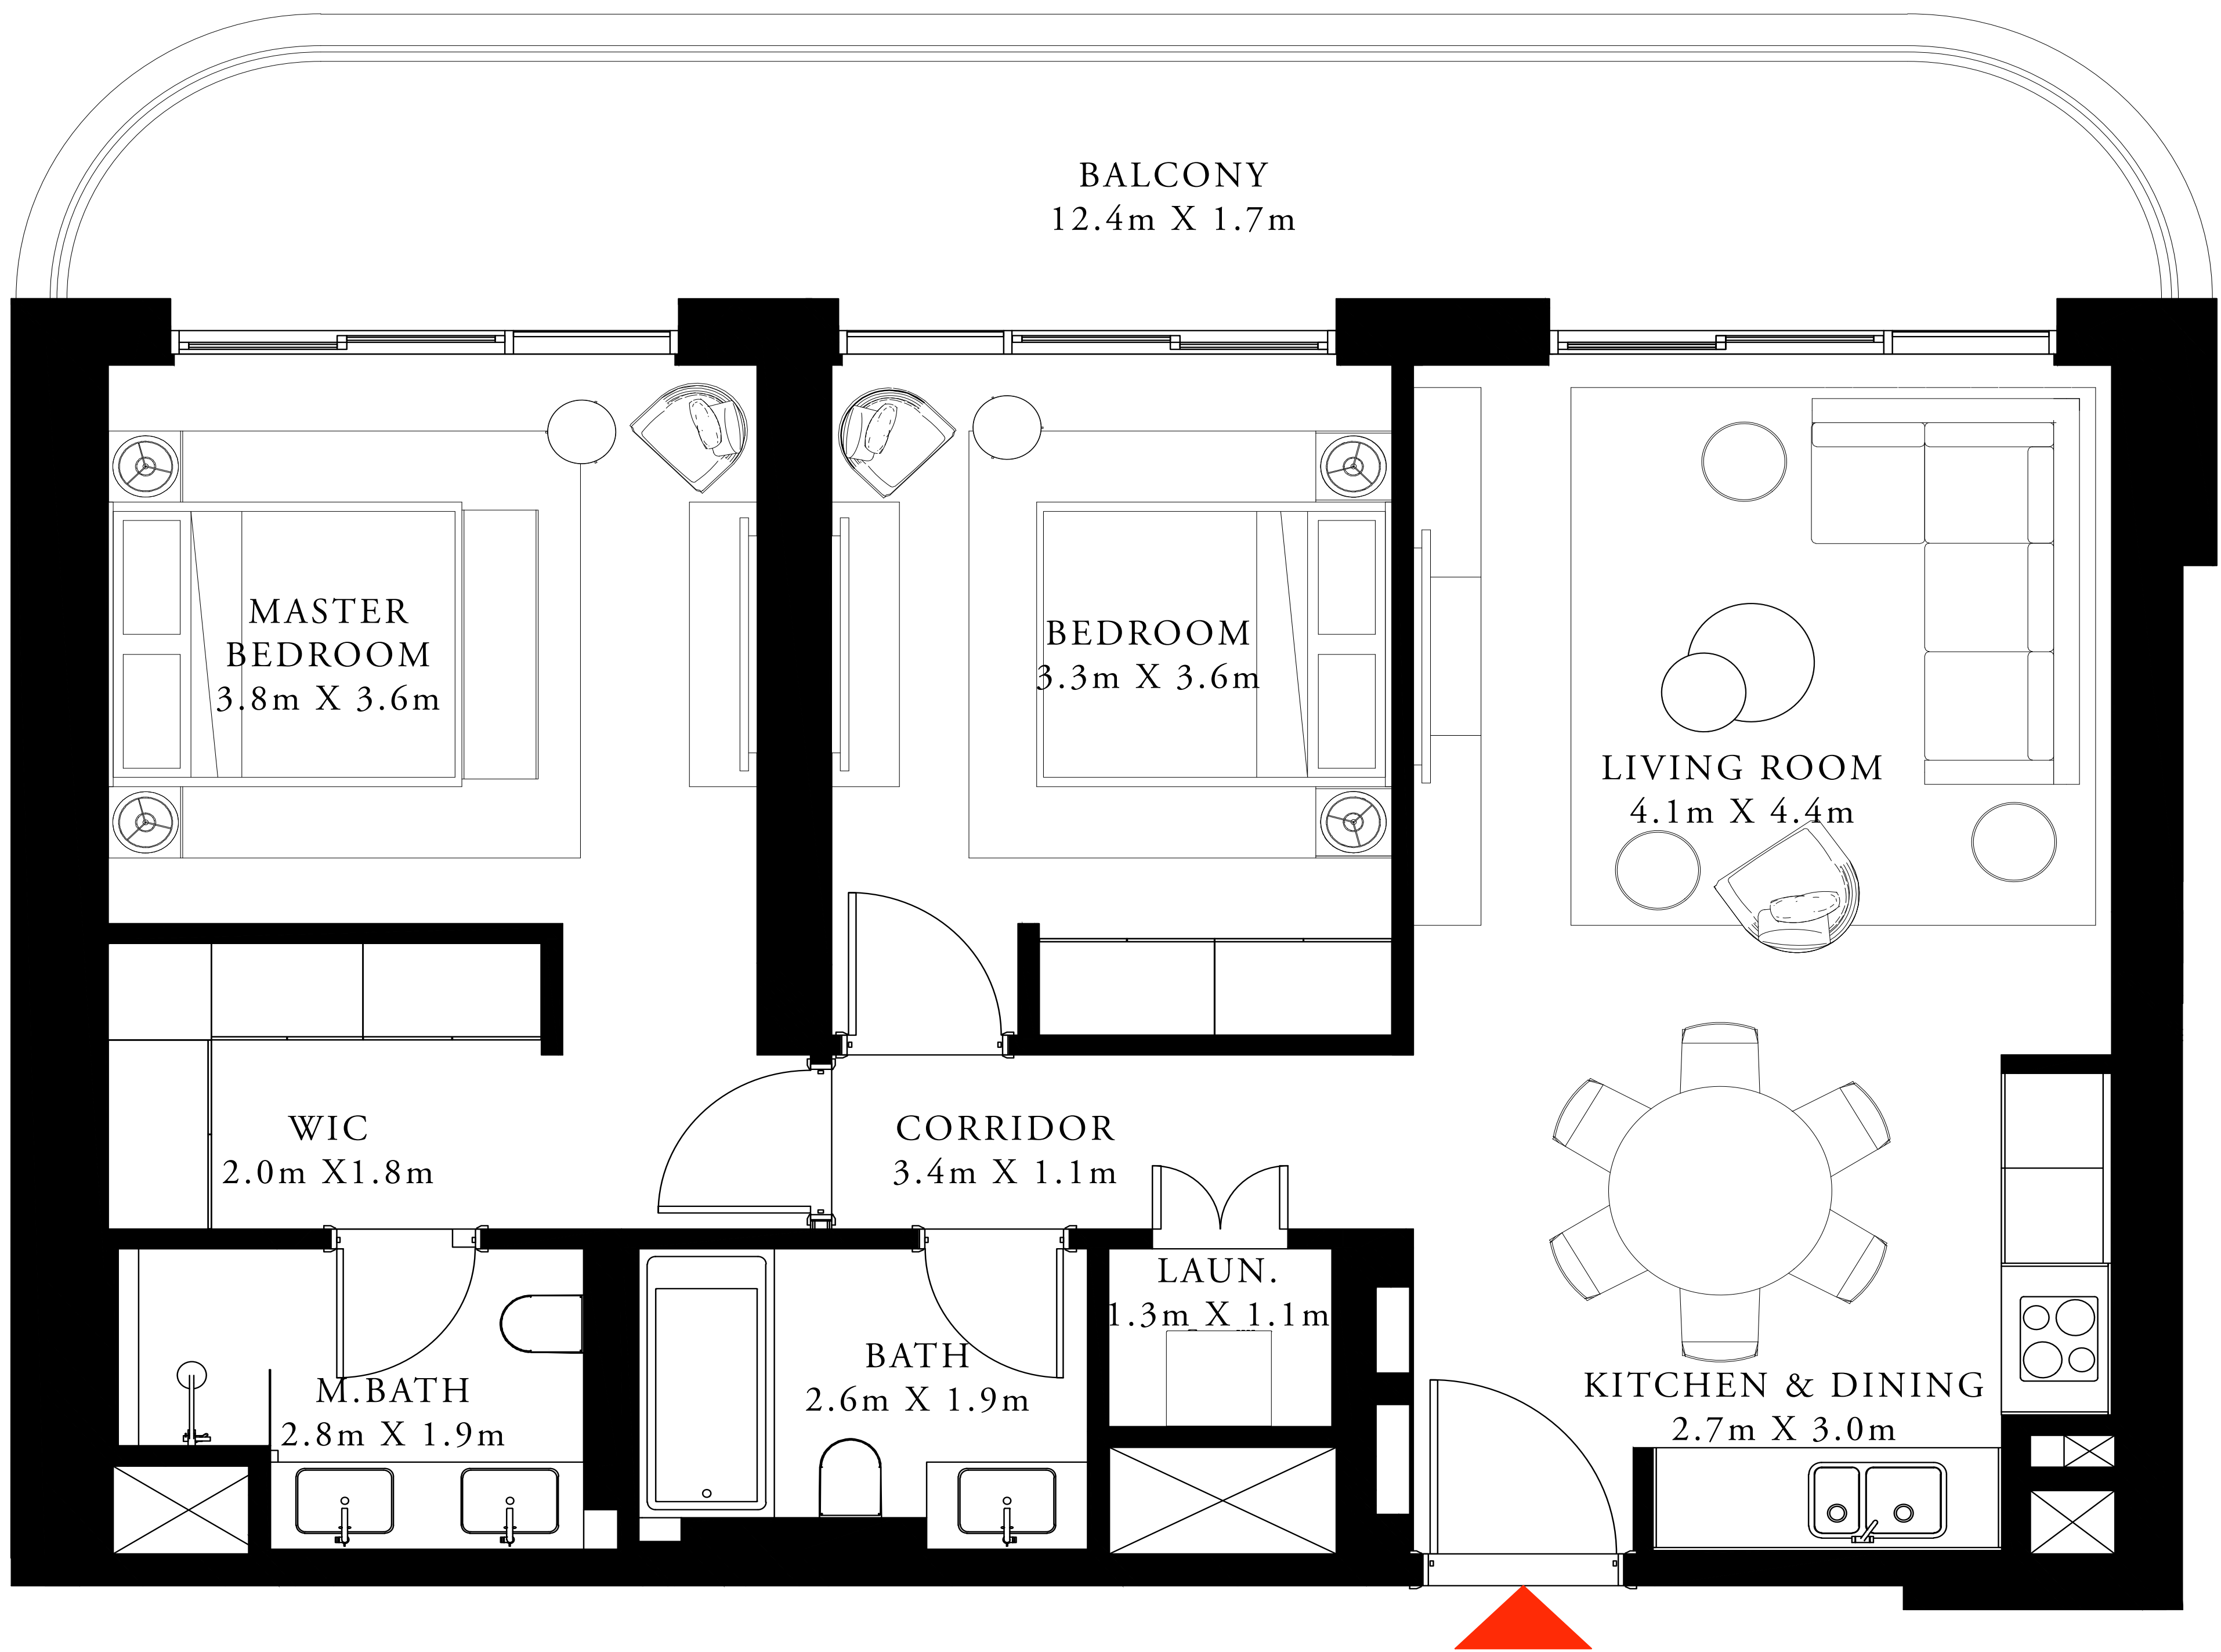 BALCONY
12.4m X 1.7m
MASTER
BEDROOM
3.8m X 3.6m
BEDROOM
3.3m X 3.6m
LIVING ROOM
4.1m X 4.4m
WIC
2.0m X1.8m
CORRIDOR
3.4m X 1.1m
LAUN.
1.3m X 1.1m
BATH
2.6m X 1.9m
M.BATH
2.8m X 1.9m
KITCHEN & DINING
2.7m X 3.0m